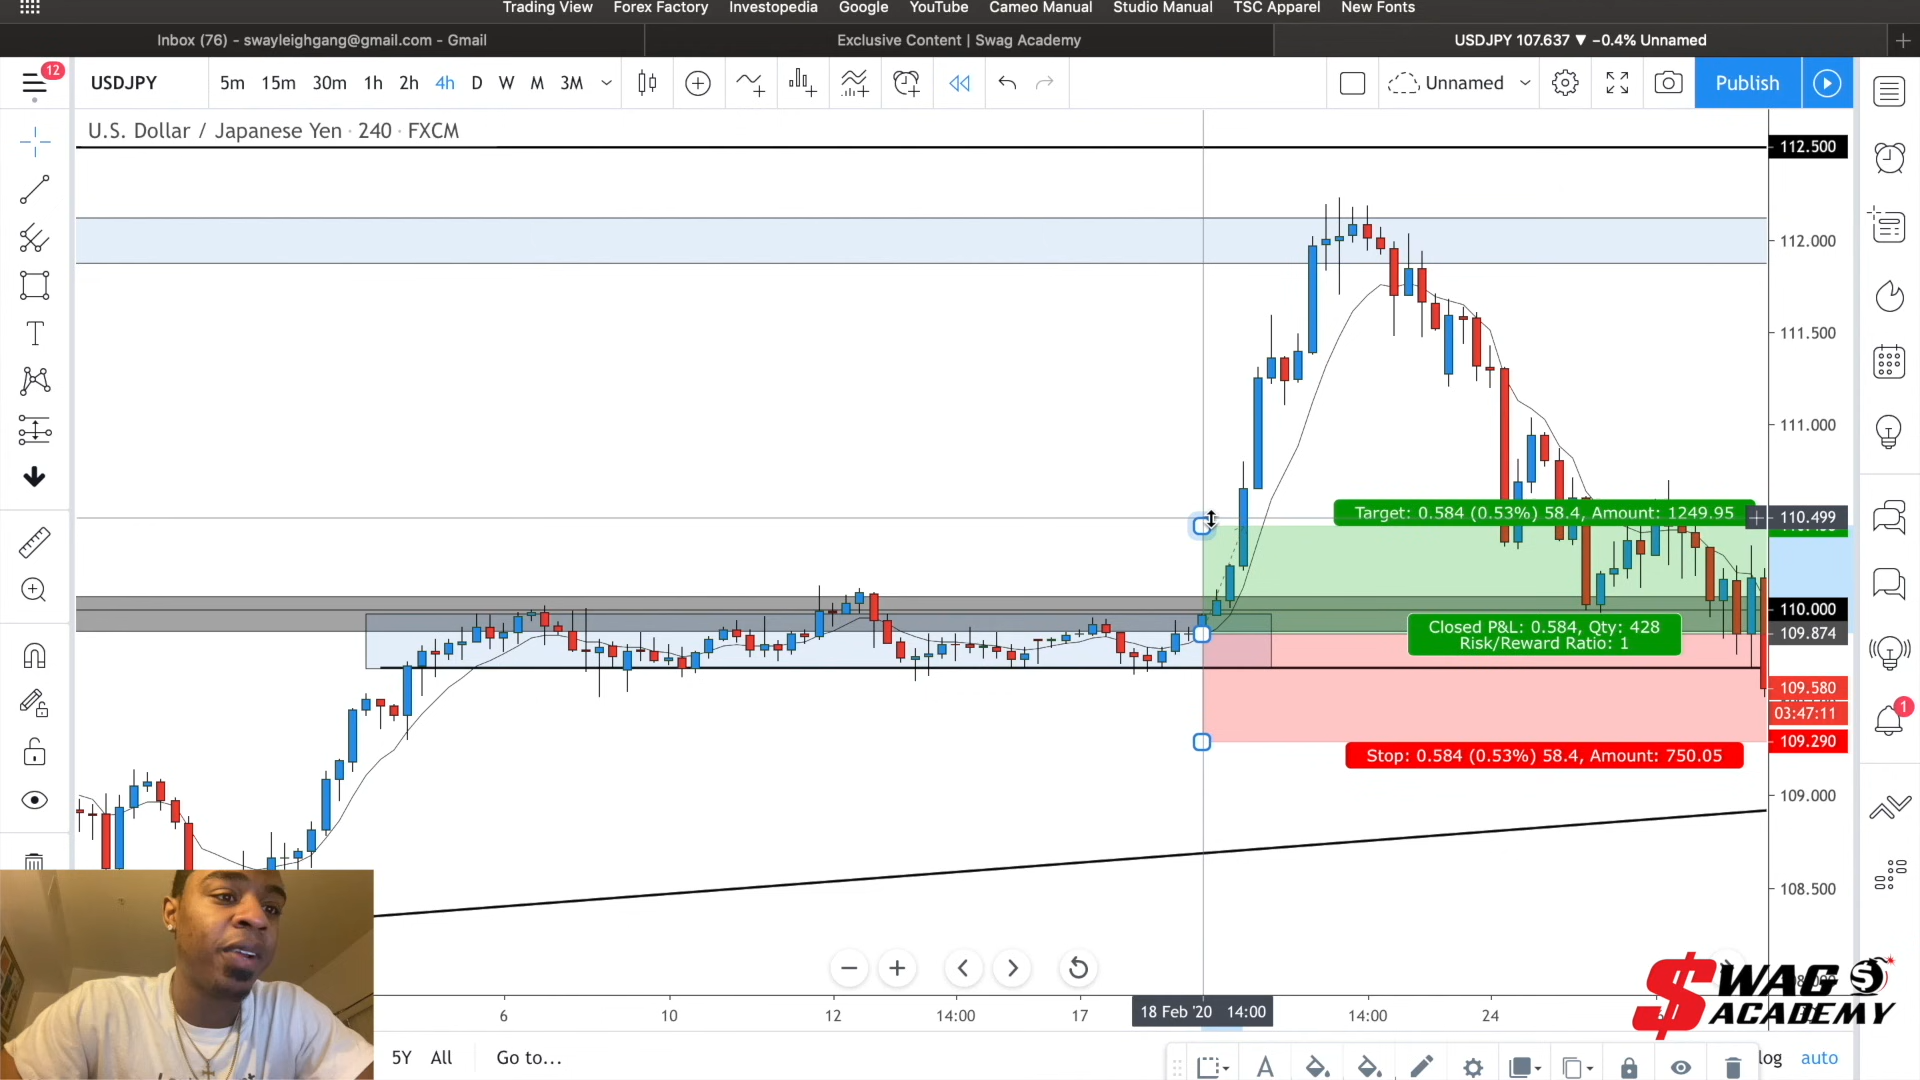 Trading View Forex Factory Investopedia Google YouTube Cameo Manual Studio Manual TSC Apparel New Fonts
Inbox (76) - swayleighgang@gmail.com - Gmail
Exclusive Content | Swag Academy
USDJPY 107.637 ▼ −0.4% Unnamed
12
USDJPY 5m 15m 30m 1h 2h 4h D W M 3M
Unnamed
Publish
U.S. Dollar / Japanese Yen · 240 · FXCM
112.500
112.000
111.500
111.000
Target: 0.584 (0.53%) 58.4, Amount: 1249.95
110.499
110.000
Closed P&L: 0.584, Qty: 428
Risk/Reward Ratio: 1
109.874
109.580
03:47:11
109.290
Stop: 0.584 (0.53%) 58.4, Amount: 750.05
1
109.000
108.500
SWAG
ACADEMY
6 10 12 14:00 17 18 Feb '20 14:00 14:00 24
5Y All Go to...
log auto